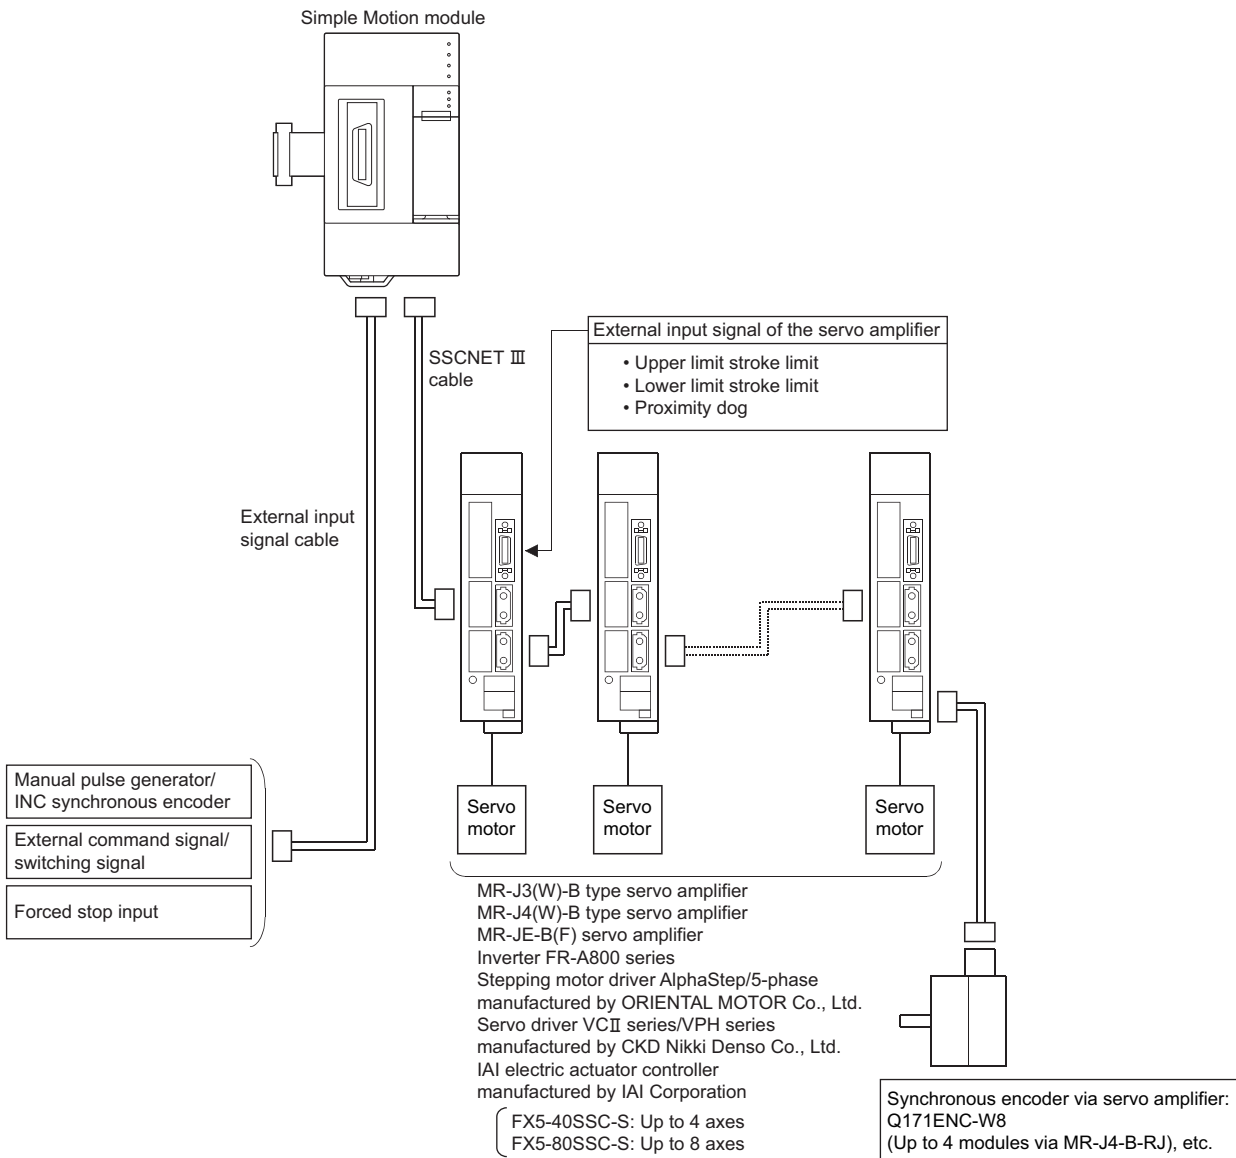 Simple Motion module
SSCNET Ⅲ
cable
External input signal of the servo amplifier
• Upper limit stroke limit
• Lower limit stroke limit
• Proximity dog
External input
signal cable
Manual pulse generator/
INC synchronous encoder
External command signal/
switching signal
Forced stop input
Servo
motor
Servo
motor
Servo
motor
MR-J3(W)-B type servo amplifier
MR-J4(W)-B type servo amplifier
MR-JE-B(F) servo amplifier
Inverter FR-A800 series
Stepping motor driver AlphaStep/5-phase
manufactured by ORIENTAL MOTOR Co., Ltd.
Servo driver VCⅡ series/VPH series
manufactured by CKD Nikki Denso Co., Ltd.
IAI electric actuator controller
manufactured by IAI Corporation
FX5-40SSC-S: Up to 4 axes
FX5-80SSC-S: Up to 8 axes
Synchronous encoder via servo amplifier:
Q171ENC-W8
(Up to 4 modules via MR-J4-B-RJ), etc.